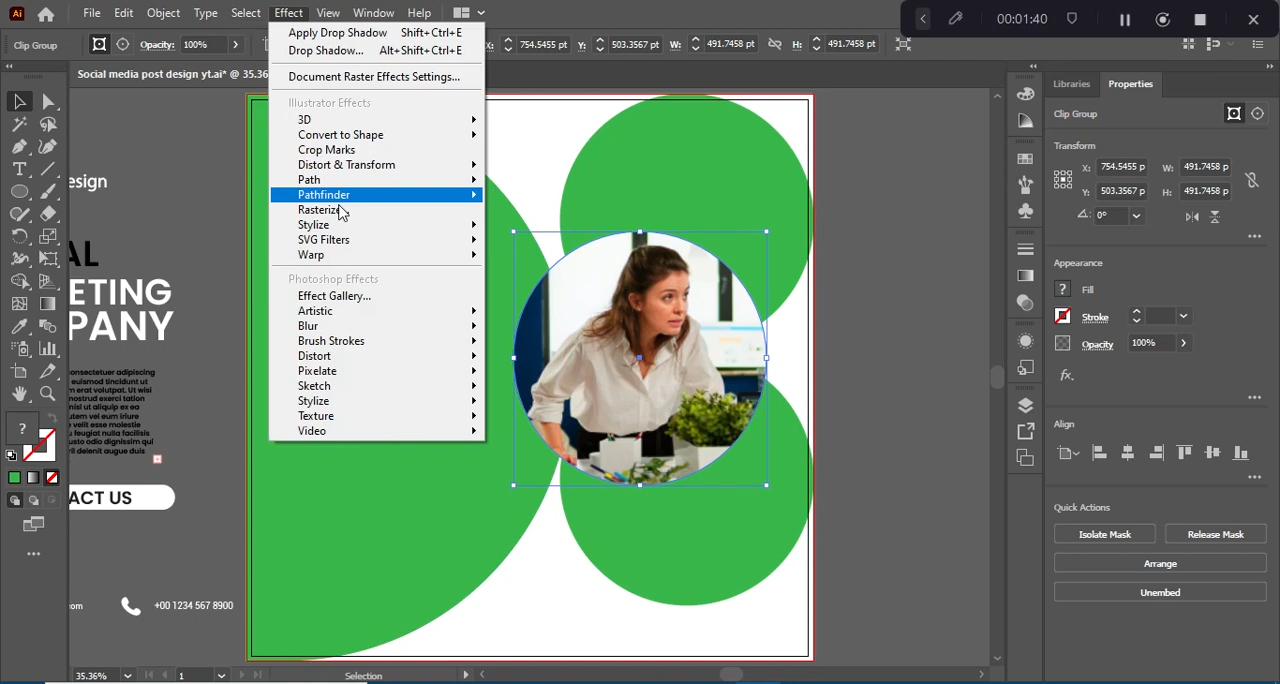 Ai File Edit Object Type Select Effect View Window Help
00:01:40
Clip Group Opacity: 100% X: 754.5455 pt Y: 503.3567 pt W: 491.7458 pt H: 491.7458 pt
Social media post design yt.ai* @ 35.36
Apply Drop Shadow Shift+Ctrl+E
Drop Shadow... Alt+Shift+Ctrl+E
Document Raster Effects Settings...
Illustrator Effects
3D
Convert to Shape
Crop Marks
Distort & Transform
Path
Pathfinder
Rasterize
Stylize
SVG Filters
Warp
Photoshop Effects
Effect Gallery...
Artistic
Blur
Brush Strokes
Distort
Pixelate
Sketch
Stylize
Texture
Video
esign
AL
ETING
PANY
onsectetuer adipiscing
euismod tincidunt ut
m erat volutpat. Ut wisi
nostrud exerci tation
nisl ut aliquip ex ea
utem vel eum iriure
velit esse molestie
u feugiat nulla facilisis
usto odio dignissim qui
ril delenit augue duis
ACT US
om
+00 1234 567 8900
Libraries Properties
Clip Group
Transform
X: 754.5455 p W: 491.7458 p
Y: 503.3567 p H: 491.7458 p
0°
Appearance
? Fill
Stroke
Opacity 100%
fx.
Align
Quick Actions
Isolate Mask Release Mask
Arrange
Unembed
35.36% 1 Selection